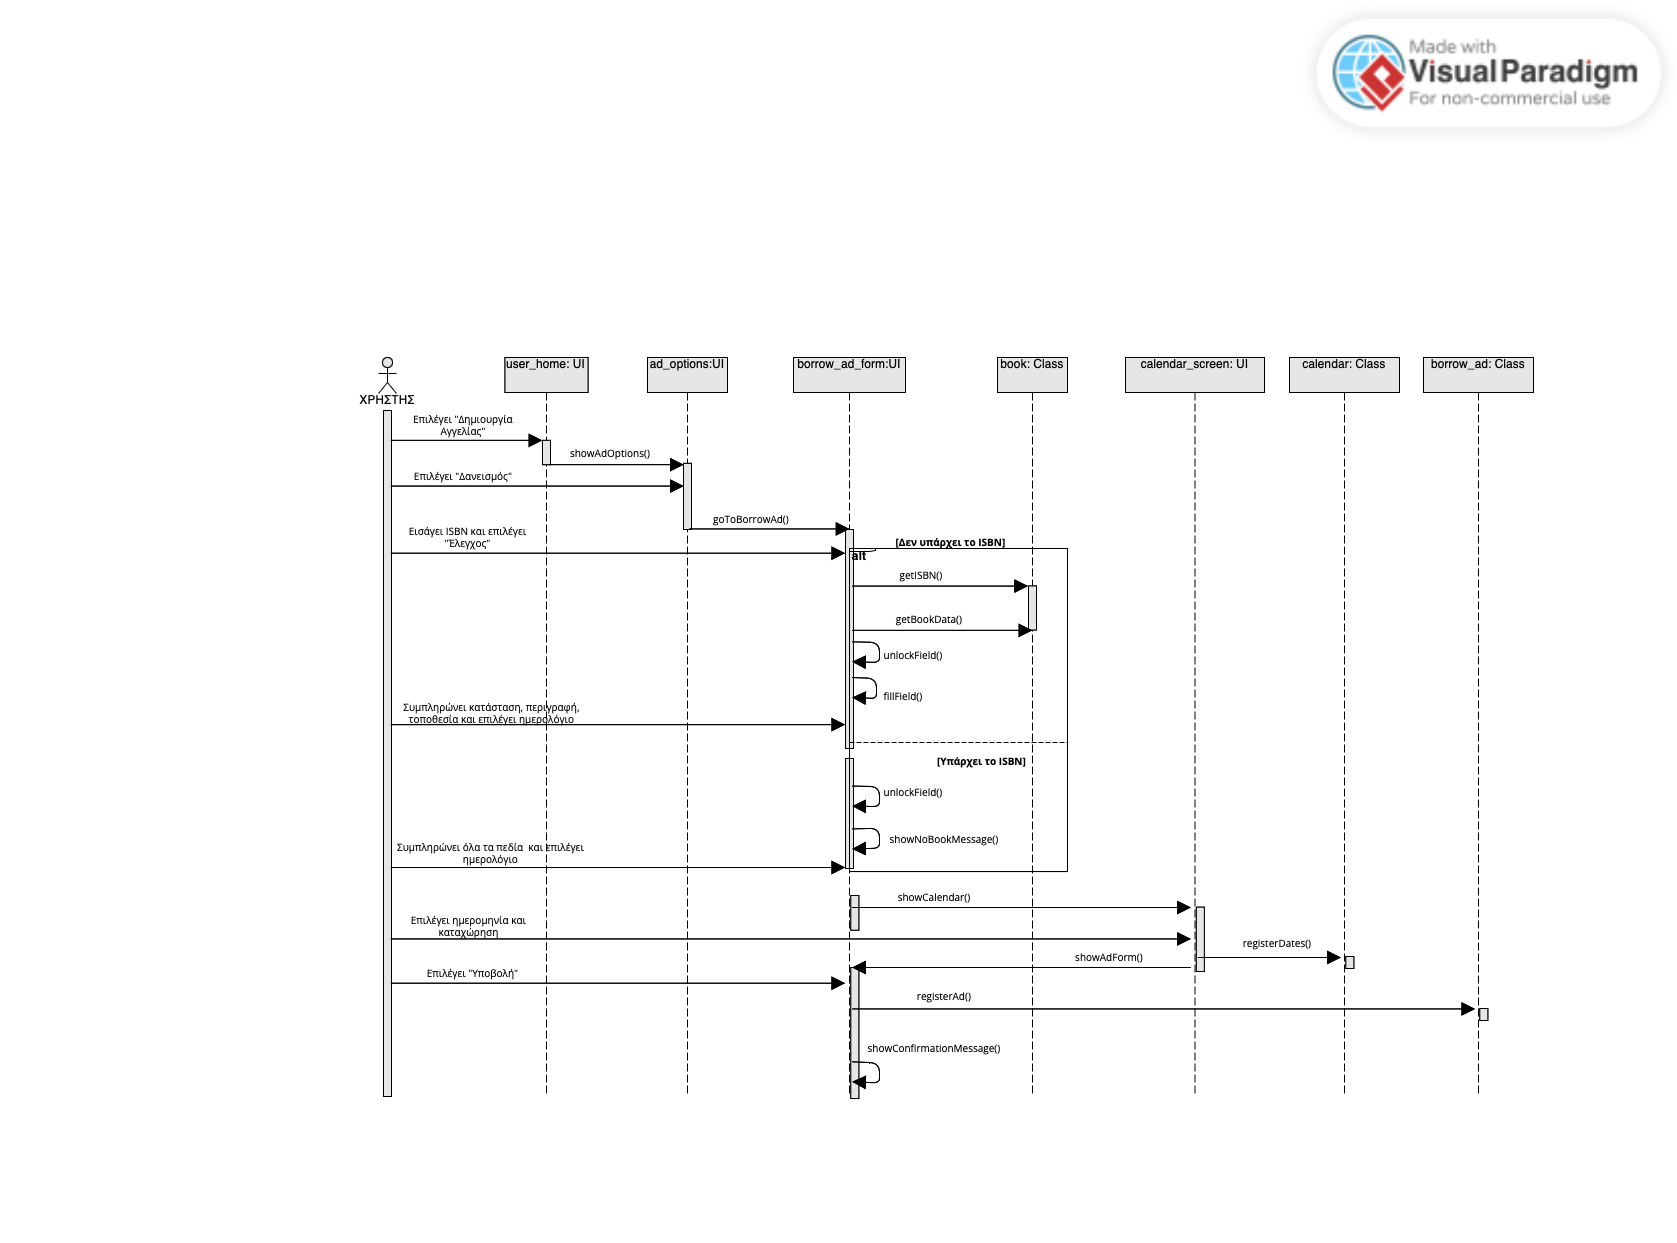 Made with
Visual Paradigm
For non-commercial use
user_home: UI
ad_options:UI
borrow_ad_form:UI
book: Class
calendar_screen: UI
calendar: Class
borrow_ad: Class
ΧΡΗΣΤΗΣ
Επιλέγει "Δημιουργία
Αγγελίας"
showAdOptions()
Επιλέγει "Δανεισμός"
goToBorrowAd()
Εισάγει ISBN και επιλέγει
"Έλεγχος"
[Δεν υπάρχει το ISBN]
alt
getISBN()
getBookData()
unlockField()
fillField()
Συμπληρώνει κατάσταση, περιγραφή,
τοποθεσία και επιλέγει ημερολόγιο
[Υπάρχει το ISBN]
unlockField()
showNoBookMessage()
Συμπληρώνει όλα τα πεδία  και επιλέγει
ημερολόγιο
showCalendar()
Επιλέγει ημερομηνία και
καταχώρηση
registerDates()
showAdForm()
Επιλέγει "Υποβολή"
registerAd()
showConfirmationMessage()